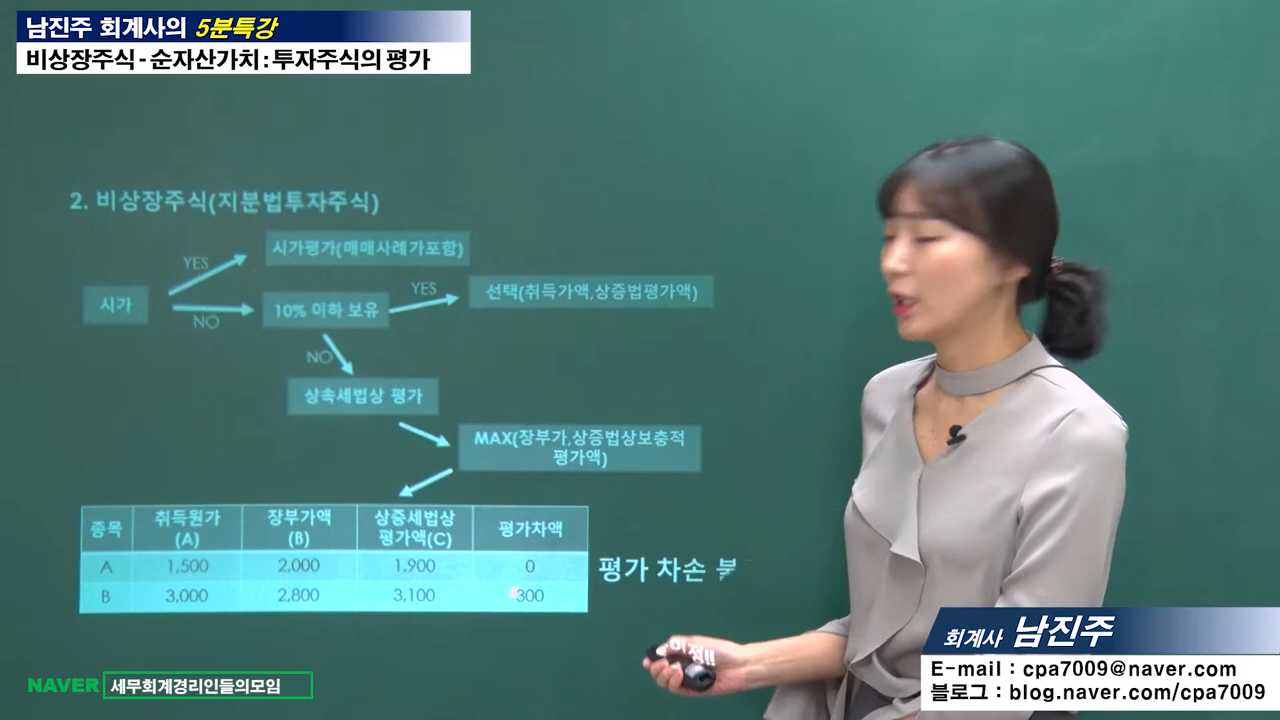 남진주 회계사의 5분특강
비상장주식 - 순자산가치 : 투자주식의 평가
2. 비상장주식(지분법투자주식)
시가평가(매매사례가포함)
YES
시가
NO
10% 이하 보유
YES
선택(취득가액,상증법평가액)
NO
상속세법상 평가
MAX(장부가,상증법상보충적
평가액)
종목 취득원가 (A) 장부가액 (B) 상증세법상 평가액(C) 평가차액
A 1,500 2,000 1,900 0
B 3,000 2,800 3,100 300
평가 차손
회계사 남진주
E-mail : cpa7009@naver.com
블로그 : blog.naver.com/cpa7009
NAVER 세무회계경리인들의모임